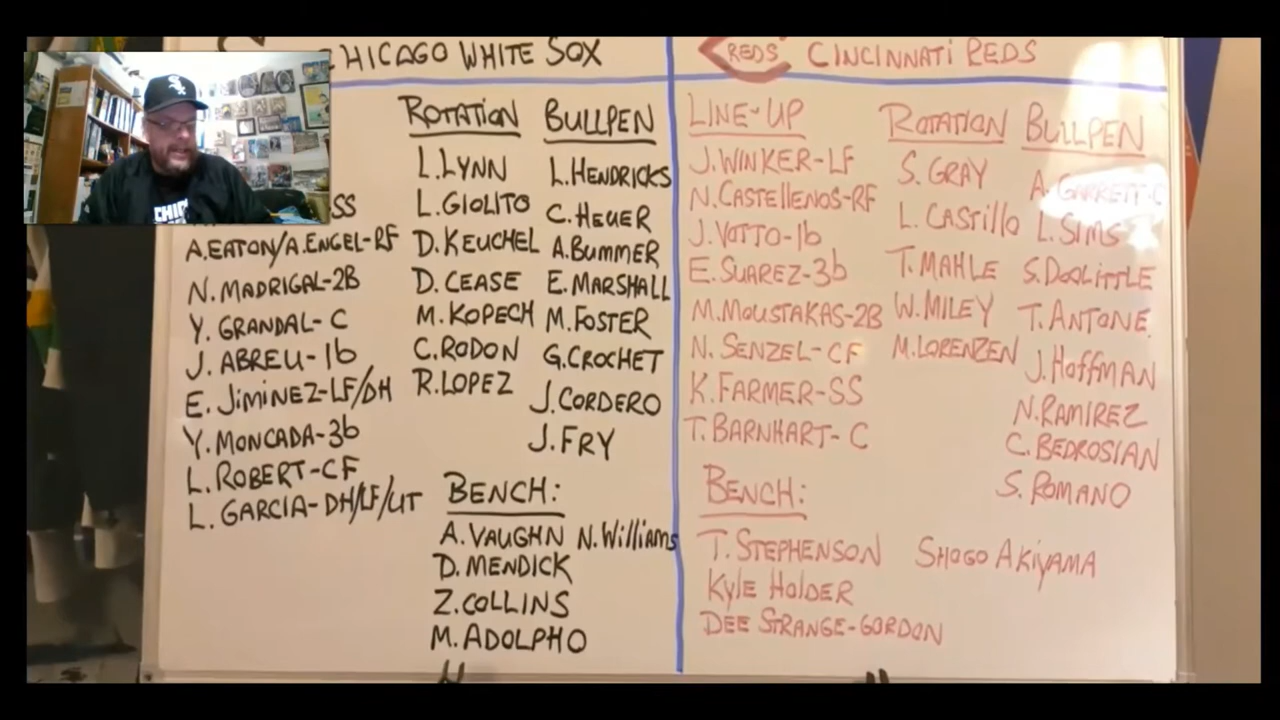 CHICAGO WHITE SOX
ROTATION
BULLPEN
L. LYNN
L. HENDRICKS
SS
L. GIOLITO
C. HEUER
A. EATON/A. ENGEL-RF
D. KEUCHEL
A. BUMMER
N. MADRIGAL-2B
D. CEASE
E. MARSHALL
Y. GRANDAL-C
M. KOPECH
M. FOSTER
J. ABREU-1b
C. RODON
G. CROCHET
E. JIMINEZ-LF/DH
R. LOPEZ
J. CORDERO
Y. MONCADA-3b
J. FRY
L. ROBERT-CF
L. GARCIA-DH/LF/UT
BENCH:
A. VAUGHN N. Williams
D. MENDICK
Z. COLLINS
M. ADOLPHO
REDS CINCINNATI REDS
LINE-UP
J. WINKER-LF
N. CASTELLENOS-RF
J. VOTTO-1b
E. SUAREZ-3b
M. MOUSTAKAS-2B
N. SENZEL-CF
K. FARMER-SS
T. BARNHART-C
ROTATION
S. GRAY
L. CASTILLO
T. MAHLE
W. MILEY
M. LORENZEN
BULLPEN
A. GARRETT
L. SIMS
S. DOOLITTLE
T. ANTONE
J. HOFFMAN
N. RAMIREZ
C. BEDROSIAN
S. ROMANO
BENCH:
T. STEPHENSON
SHOGO AKIYAMA
Kyle HOLDER
DEE STRANGE-GORDON